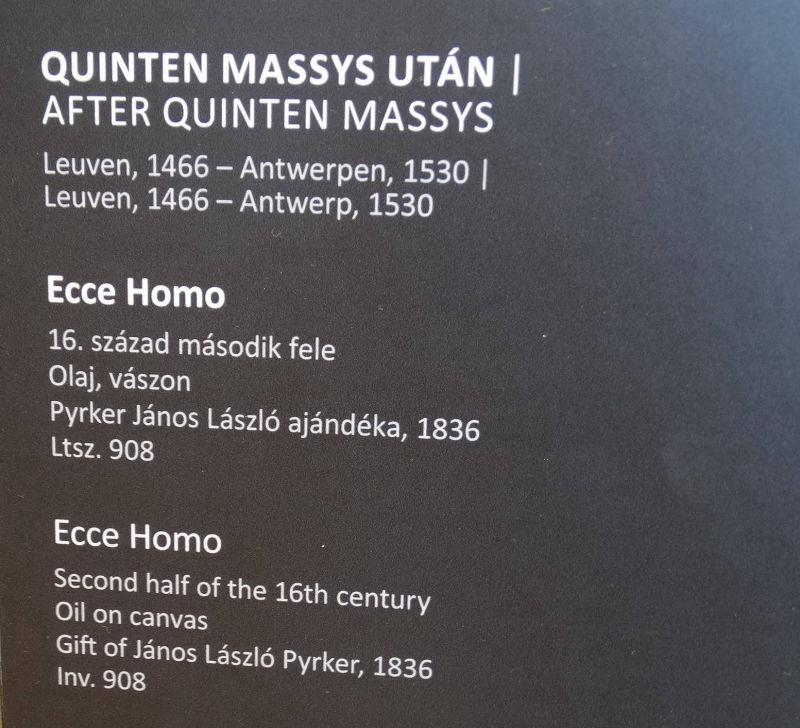 QUINTEN MASSYS UTÁN |
AFTER QUINTEN MASSYS
Leuven, 1466 – Antwerpen, 1530 |
Leuven, 1466 – Antwerp, 1530
Ecce Homo
16. század második fele
Olaj, vászon
Pyrker János László ajándéka, 1836
Ltsz. 908
Ecce Homo
Second half of the 16th century
Oil on canvas
Gift of János László Pyrker, 1836
Inv. 908